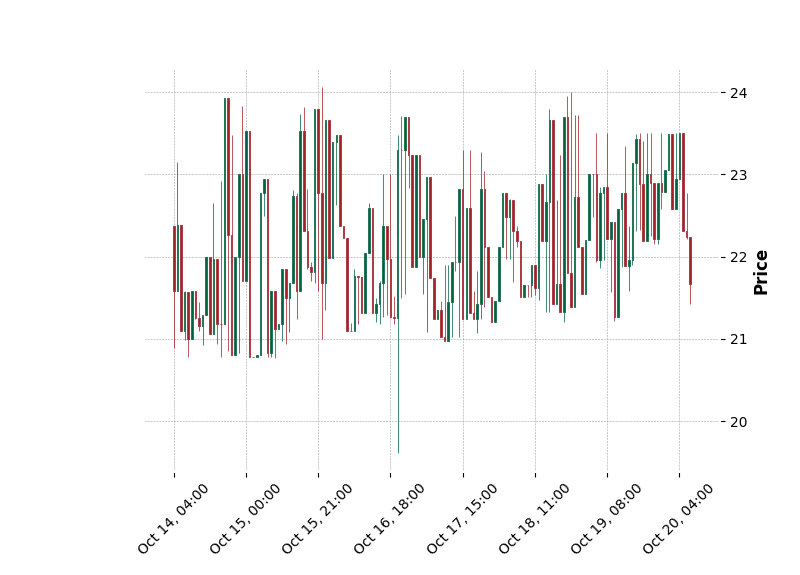 24
23
22
21
20
Price
Oct 14, 04:00
Oct 15, 00:00
Oct 15, 21:00
Oct 16, 18:00
Oct 17, 15:00
Oct 18, 11:00
Oct 19, 08:00
Oct 20, 04:00